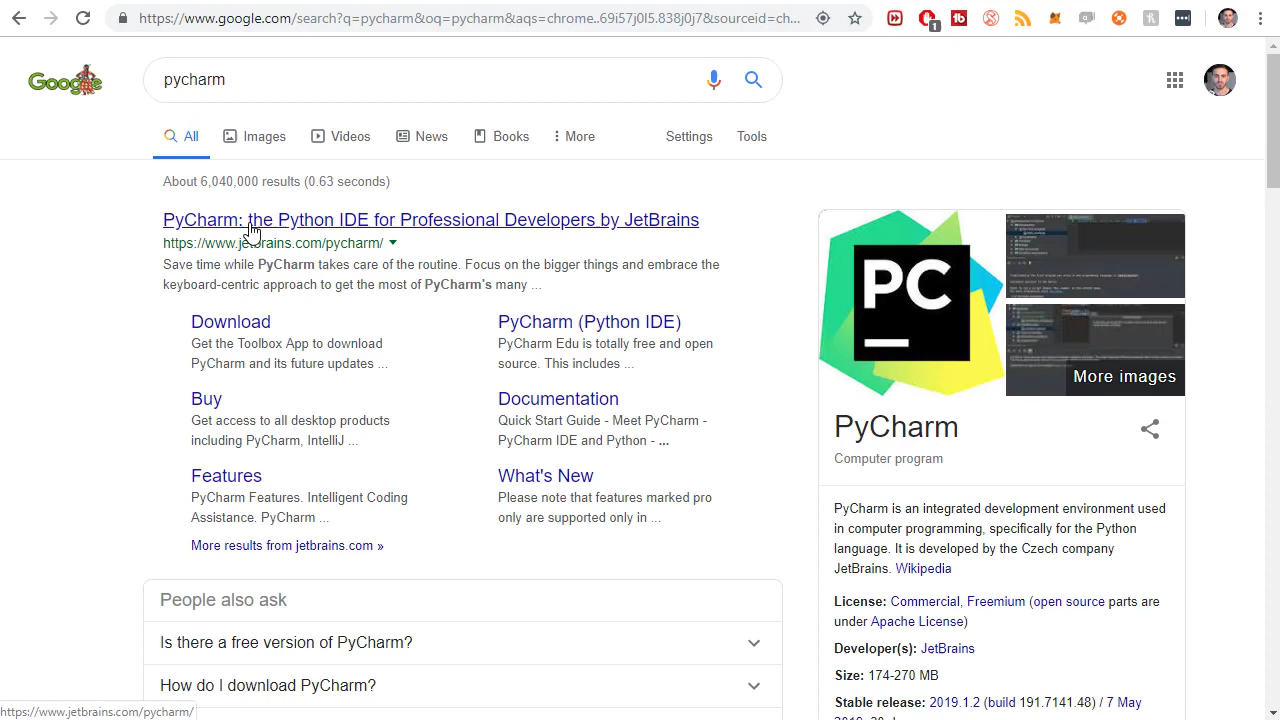 https://www.google.com/search?q=pycharm&oq=pycharm&aqs=chrome..69i57j0l5.838j0j7&sourceid=ch...
1
Google
pycharm
All
Images
Videos
News
Books
More
Settings
Tools
About 6,040,000 results (0.63 seconds)
PyCharm: the Python IDE for Professional Developers by JetBrains
https://www.jetbrains.com/pycharm/
Save time while PyCharm takes care of the routine. Focus on the bigger things and embrace the
keyboard-centric approach to get the most of PyCharm's many ...
Download
Get the Toolbox App to download
PyCharm and its future updates ...
PyCharm (Python IDE)
PyCharm Edu is totally free and open
source. This includes ...
Buy
Get access to all desktop products
including PyCharm, IntelliJ ...
Documentation
Quick Start Guide - Meet PyCharm -
PyCharm IDE and Python - ...
Features
PyCharm Features. Intelligent Coding
Assistance. PyCharm ...
What's New
Please note that features marked pro
only are supported only in ...
More results from jetbrains.com »
People also ask
Is there a free version of PyCharm?
How do I download PyCharm?
https://www.jetbrains.com/pycharm/
PC
More images
PyCharm
Computer program
PyCharm is an integrated development environment used
in computer programming, specifically for the Python
language. It is developed by the Czech company
JetBrains. Wikipedia
License: Commercial, Freemium (open source parts are
under Apache License)
Developer(s): JetBrains
Size: 174-270 MB
Stable release: 2019.1.2 (build 191.7141.48) / 7 May